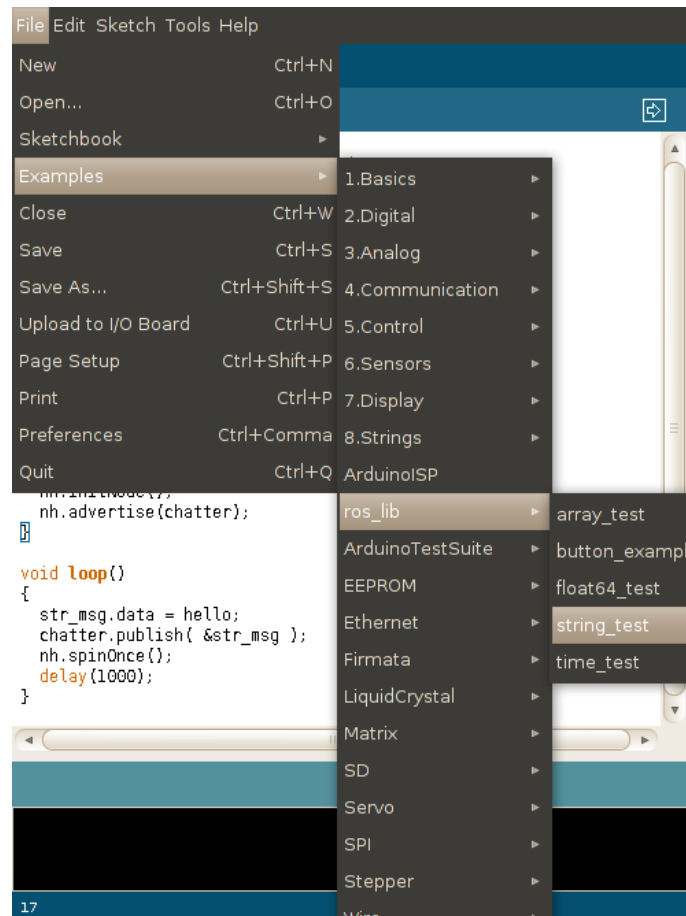 File Edit Sketch Tools Help
New Ctrl+N
Open... Ctrl+O
Sketchbook
Examples
Close Ctrl+W
Save Ctrl+S
Save As... Ctrl+Shift+S
Upload to I/O Board Ctrl+U
Page Setup Ctrl+Shift+P
Print Ctrl+P
Preferences Ctrl+Comma
Quit Ctrl+Q
1.Basics
2.Digital
3.Analog
4.Communication
5.Control
6.Sensors
7.Display
8.Strings
ArduinoISP
ros_lib
ArduinoTestSuite
EEPROM
Ethernet
Firmata
LiquidCrystal
Matrix
SD
Servo
SPI
Stepper
array_test
button_exampl
float64_test
string_test
time_test
nh.initNode();
nh.advertise(chatter);
}
void loop()
{
str_msg.data = hello;
chatter.publish( &str_msg );
nh.spinOnce();
delay(1000);
}
17